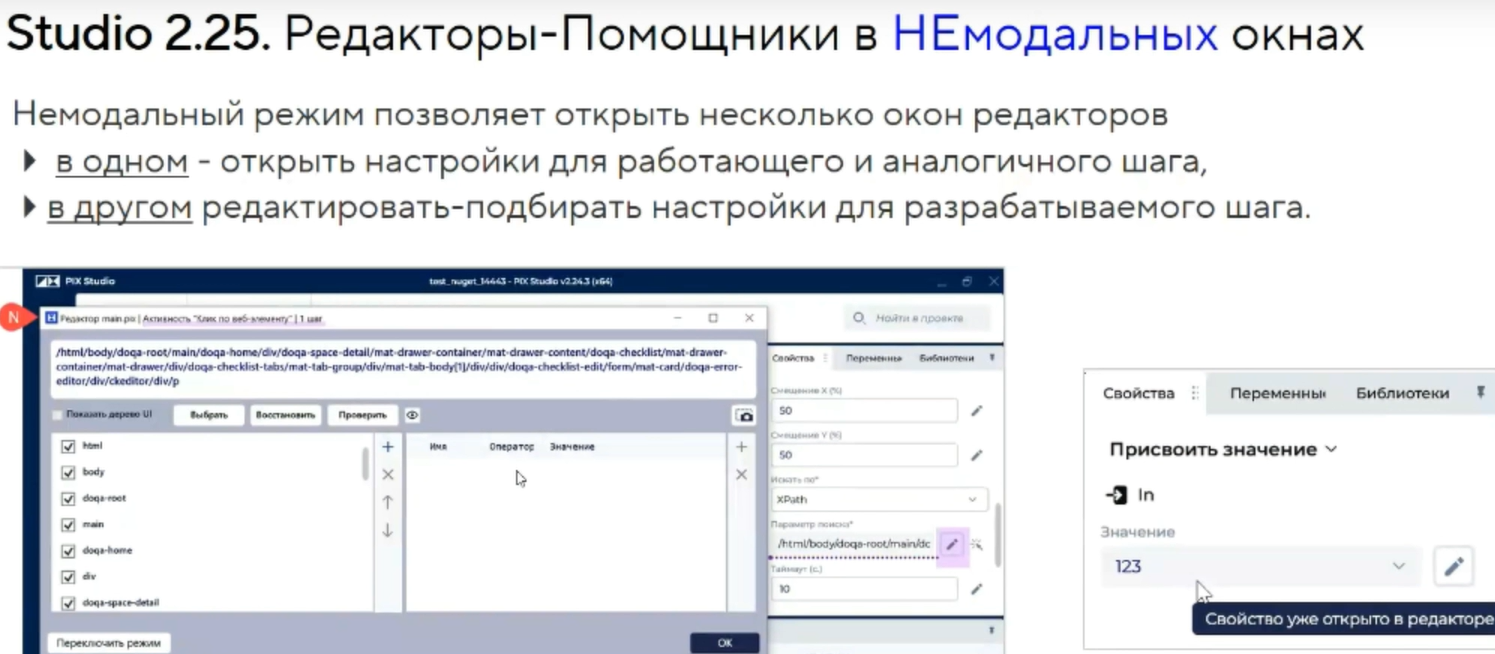 Studio 2.25. Редакторы-Помощники в НЕмодальных окнах
Немодальный режим позволяет открыть несколько окон редакторов
в одном - открыть настройки для работающего и аналогичного шага,
в другом редактировать-подбирать настройки для разрабатываемого шага.
PIX Studio
test_nuget_14443 - PIX Studio v2.24.3 (x64)
N
Редактор main.pix | Активность "Клик по веб-элементу" | 1 шаг
Найти в проекте
/html/body/doqa-root/main/doqa-home/div/doqa-space-detail/mat-drawer-container/mat-drawer-content/doqa-checklist/mat-drawer-
container/mat-drawer/div/doqa-checklist-tabs/mat-tab-group/div/mat-tab-body[1]/div/div/doqa-checklist-edit/form/mat-card/doqa-error-
editor/div/ckeditor/div/p
Показать дерево UI
Выбрать
Восстановить
Проверить
html
body
doqa-root
main
doqa-home
div
doqa-space-detail
Имя Оператор Значение
Переключить режим
OK
Свойства Переменны Библиотеки
Смещение X (%)
50
Смещение Y (%)
50
Искать по*
XPath
Параметр поиска*
/html/body/doqa-root/main/dc
Таймаут (с.)
10
Свойства Переменны Библиотеки
Присвоить значение
In
Значение
123
Свойство уже открыто в редакторе